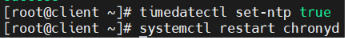 [root@client ~]# timedatectl set-ntp true
[root@client ~]# systemctl restart chronyd